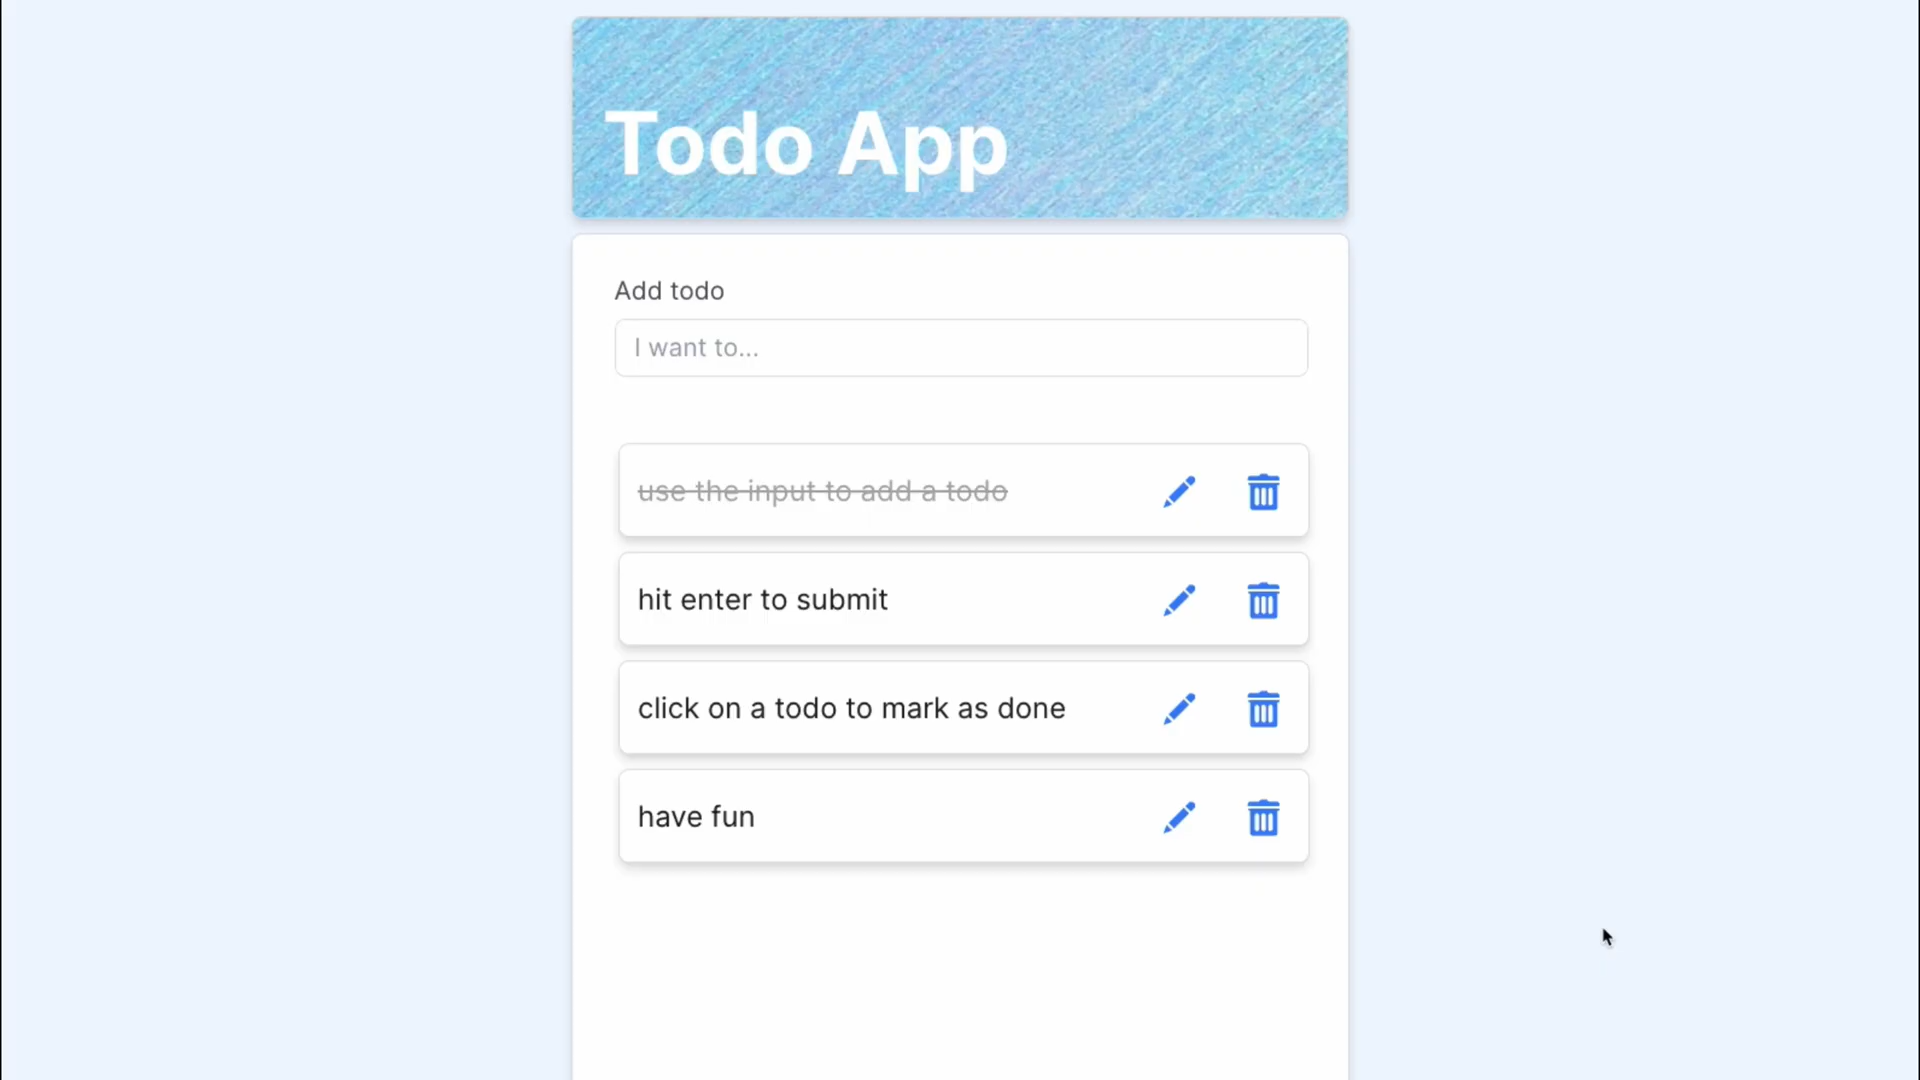 Todo App
Add todo
I want to...
use the input to add a todo
hit enter to submit
click on a todo to mark as done
have fun